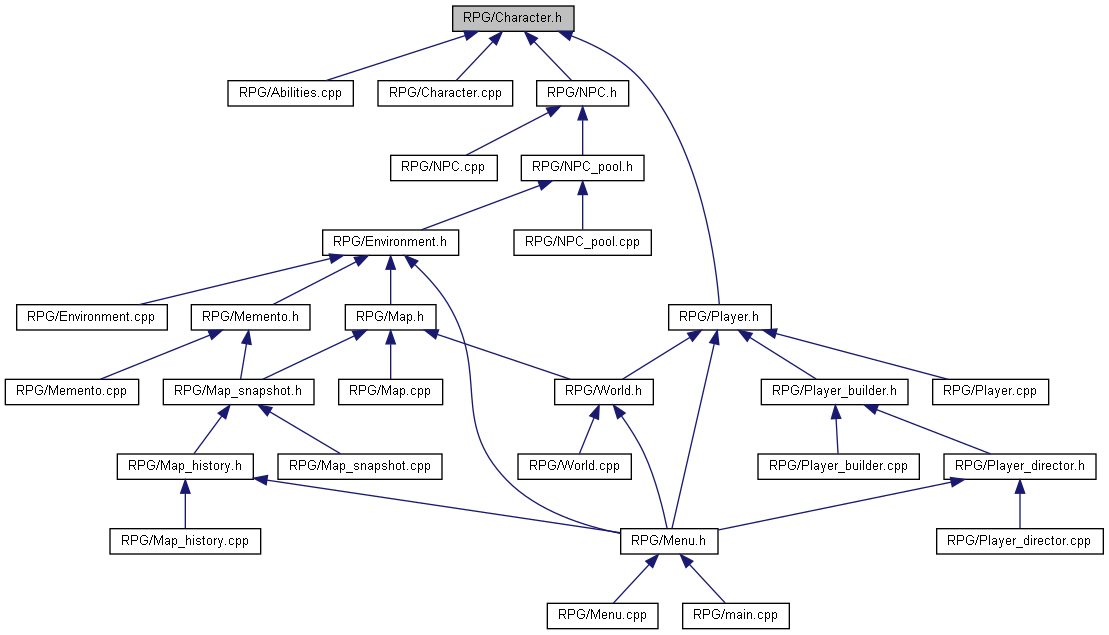 RPG/Character.h
RPG/Abilities.cpp
RPG/Character.cpp
RPG/NPC.h
RPG/NPC.cpp
RPG/NPC_pool.h
RPG/Environment.h
RPG/NPC_pool.cpp
RPG/Environment.cpp
RPG/Memento.h
RPG/Map.h
RPG/Player.h
RPG/Memento.cpp
RPG/Map_snapshot.h
RPG/Map.cpp
RPG/World.h
RPG/Player_builder.h
RPG/Player.cpp
RPG/Map_history.h
RPG/Map_snapshot.cpp
RPG/World.cpp
RPG/Player_builder.cpp
RPG/Player_director.h
RPG/Map_history.cpp
RPG/Menu.h
RPG/Player_director.cpp
RPG/Menu.cpp
RPG/main.cpp